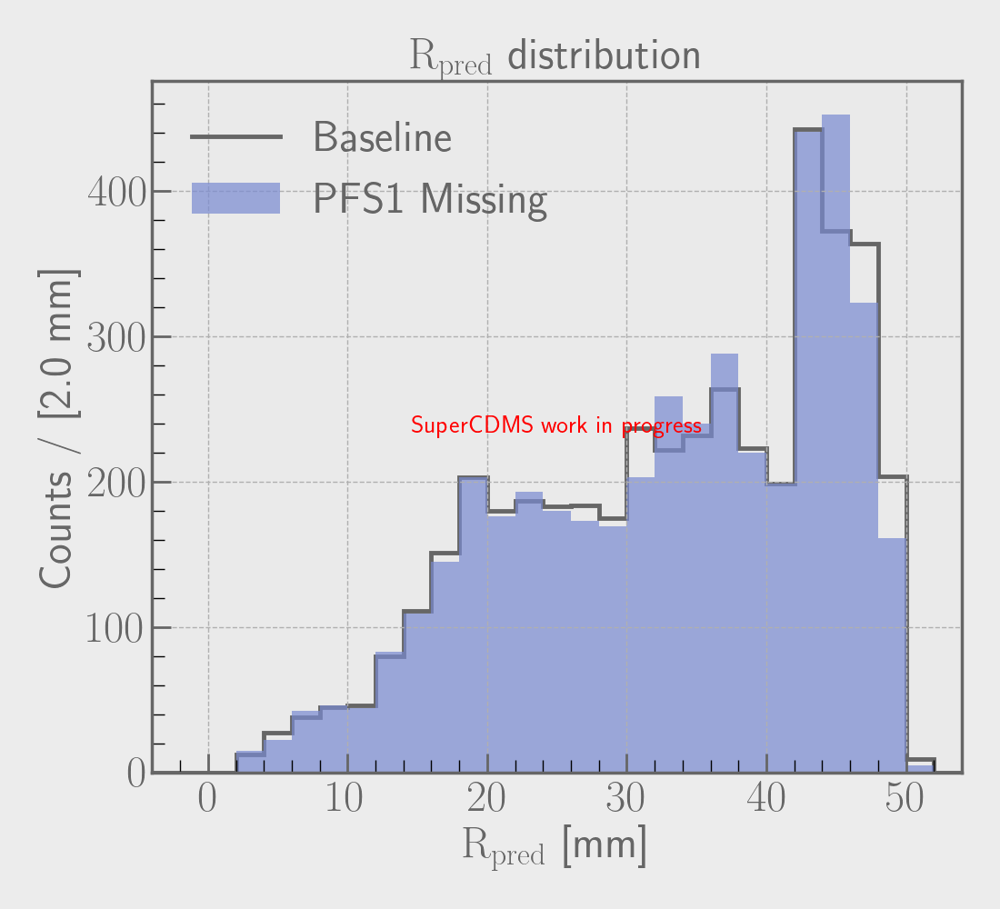 R_pred distribution
Baseline
PFS1 Missing
400
300
200
100
0
Counts / [2.0 mm]
SuperCDMS work in progress
0 10 20 30 40 50
R_pred [mm]